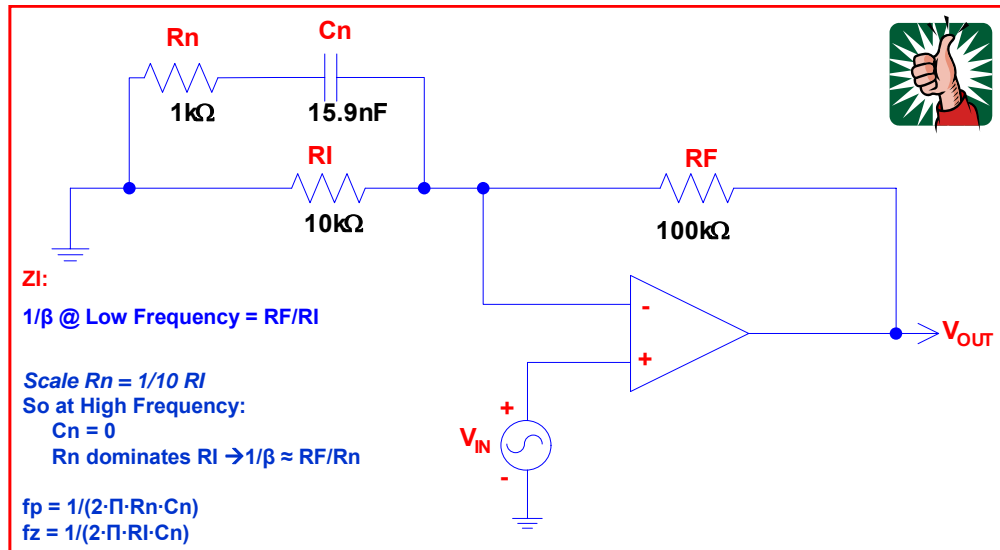 Rn
Cn
1kΩ
15.9nF
RI
RF
10kΩ
100kΩ
ZI:
1/β @ Low Frequency = RF/RI
-
+
VOUT
Scale Rn = 1/10 RI
So at High Frequency:
Cn = 0
Rn dominates RI →1/β ≈ RF/Rn
+
VIN
-
fp = 1/(2·Π·Rn·Cn)
fz = 1/(2·Π·RI·Cn)